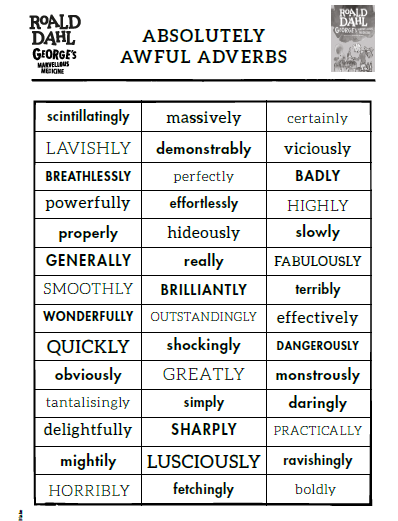 ROALD
DAHL
GEORGE'S
MARVELLOUS
MEDICINE
ABSOLUTELY
AWFUL ADVERBS
ROALD
DAHL
GEORGE'S
scintillatingly massively certainly
LAVISHLY demonstrably viciously
BREATHLESSLY perfectly BADLY
powerfully effortlessly HIGHLY
properly hideously slowly
GENERALLY really FABULOUSLY
SMOOTHLY BRILLIANTLY terribly
WONDERFULLY OUTSTANDINGLY effectively
QUICKLY shockingly DANGEROUSLY
obviously GREATLY monstrously
tantalisingly simply daringly
delightfully SHARPLY PRACTICALLY
mightily LUSCIOUSLY ravishingly
HORRIBLY fetchingly boldly